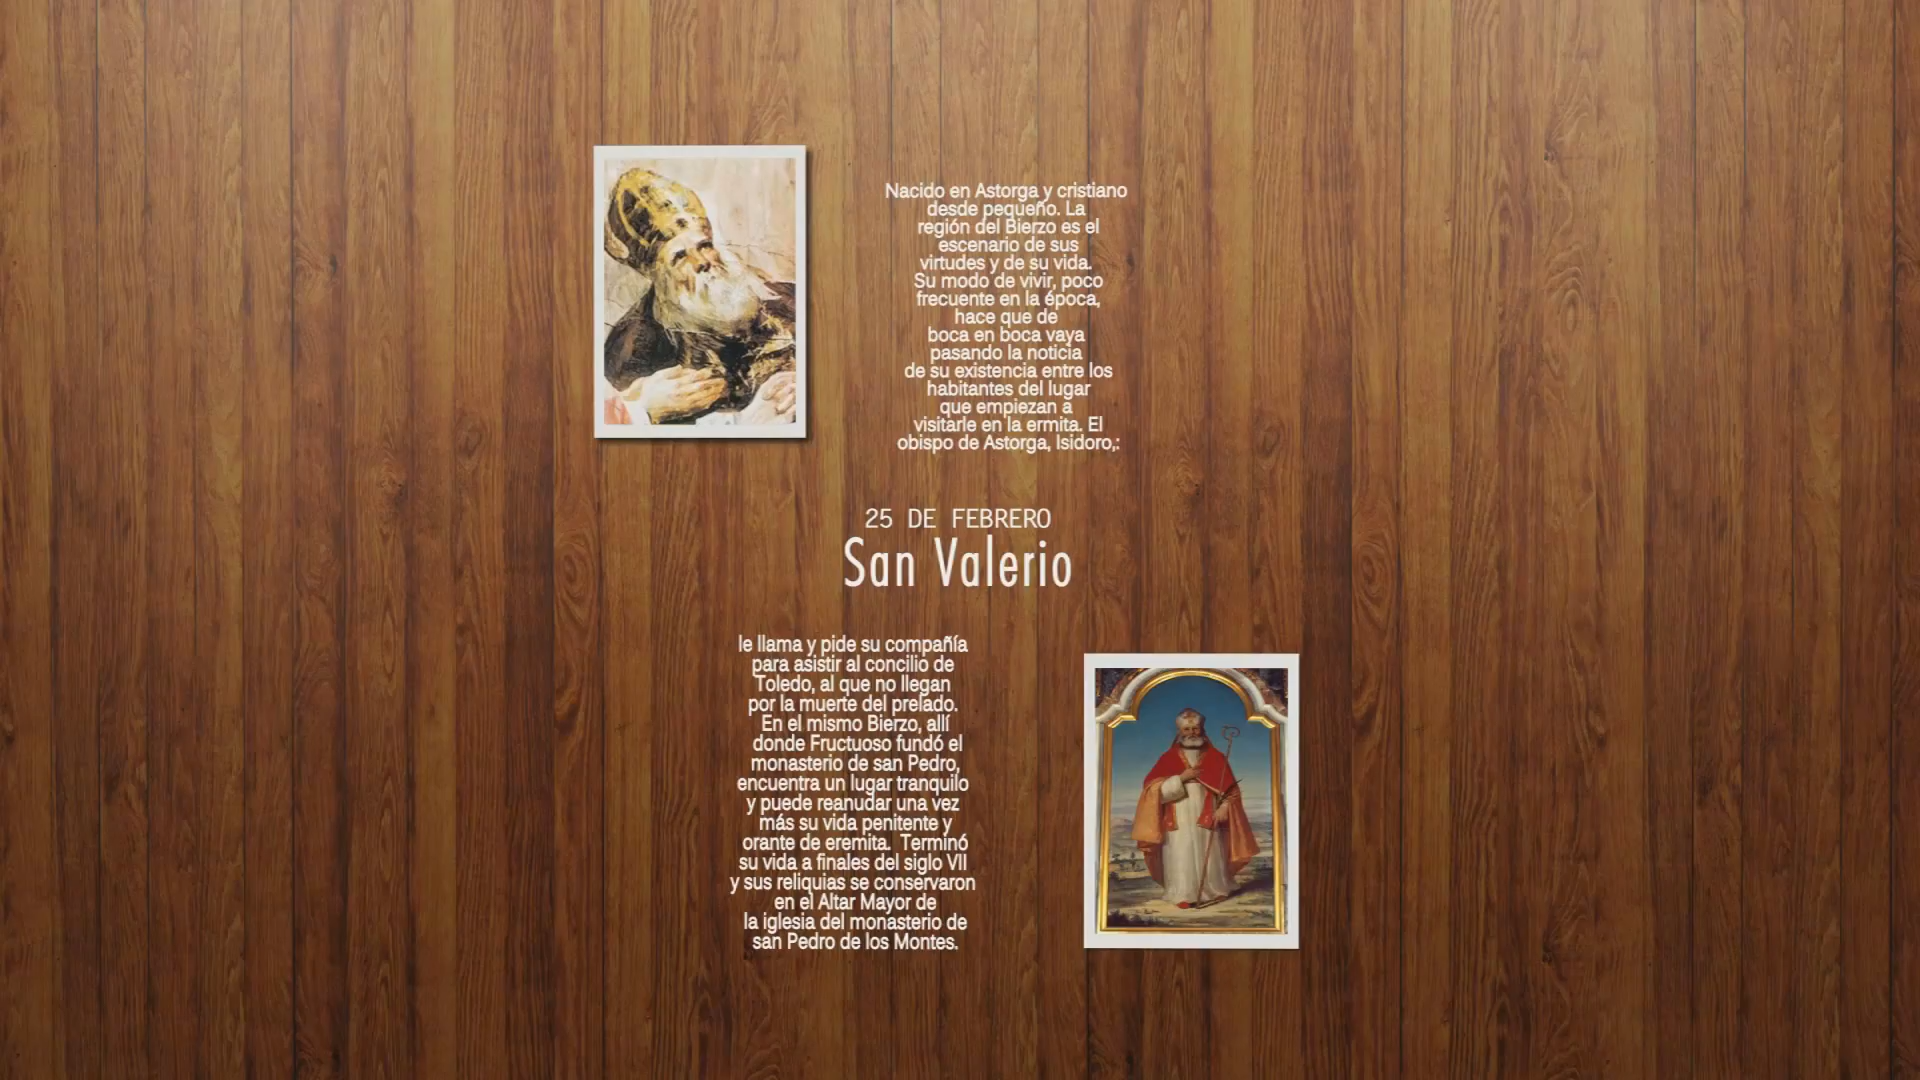 Nacido en Astorga y cristiano
desde pequeño. La
región del Bierzo es el
escenario de sus
virtudes y de su vida.
Su modo de vivir, poco
frecuente en la época,
hace que de
boca en boca vaya
pasando la noticia
de su existencia entre los
habitantes del lugar
que empiezan a
visitarle en la ermita. El
obispo de Astorga, Isidoro,:
25 DE FEBRERO
San Valerio
le llama y pide su compañía
para asistir al concilio de
Toledo, al que no llegan
por la muerte del prelado.
En el mismo Bierzo, allí
donde Fructuoso fundó el
monasterio de san Pedro,
encuentra un lugar tranquilo
y puede reanudar una vez
más su vida penitente y
orante de eremita. Terminó
su vida a finales del siglo VII
y sus reliquias se conservaron
en el Altar Mayor de
la iglesia del monasterio de
san Pedro de los Montes.